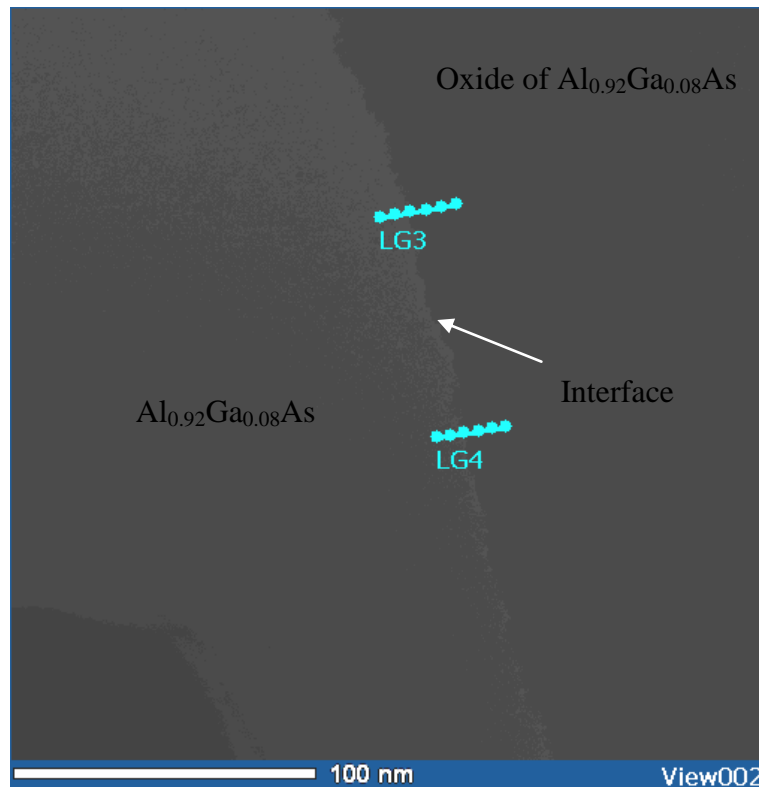 Oxide of Al₀.₉₂Ga₀.₀₈As
LG3
Interface
Al₀.₉₂Ga₀.₀₈As
LG4
100 nm
View002